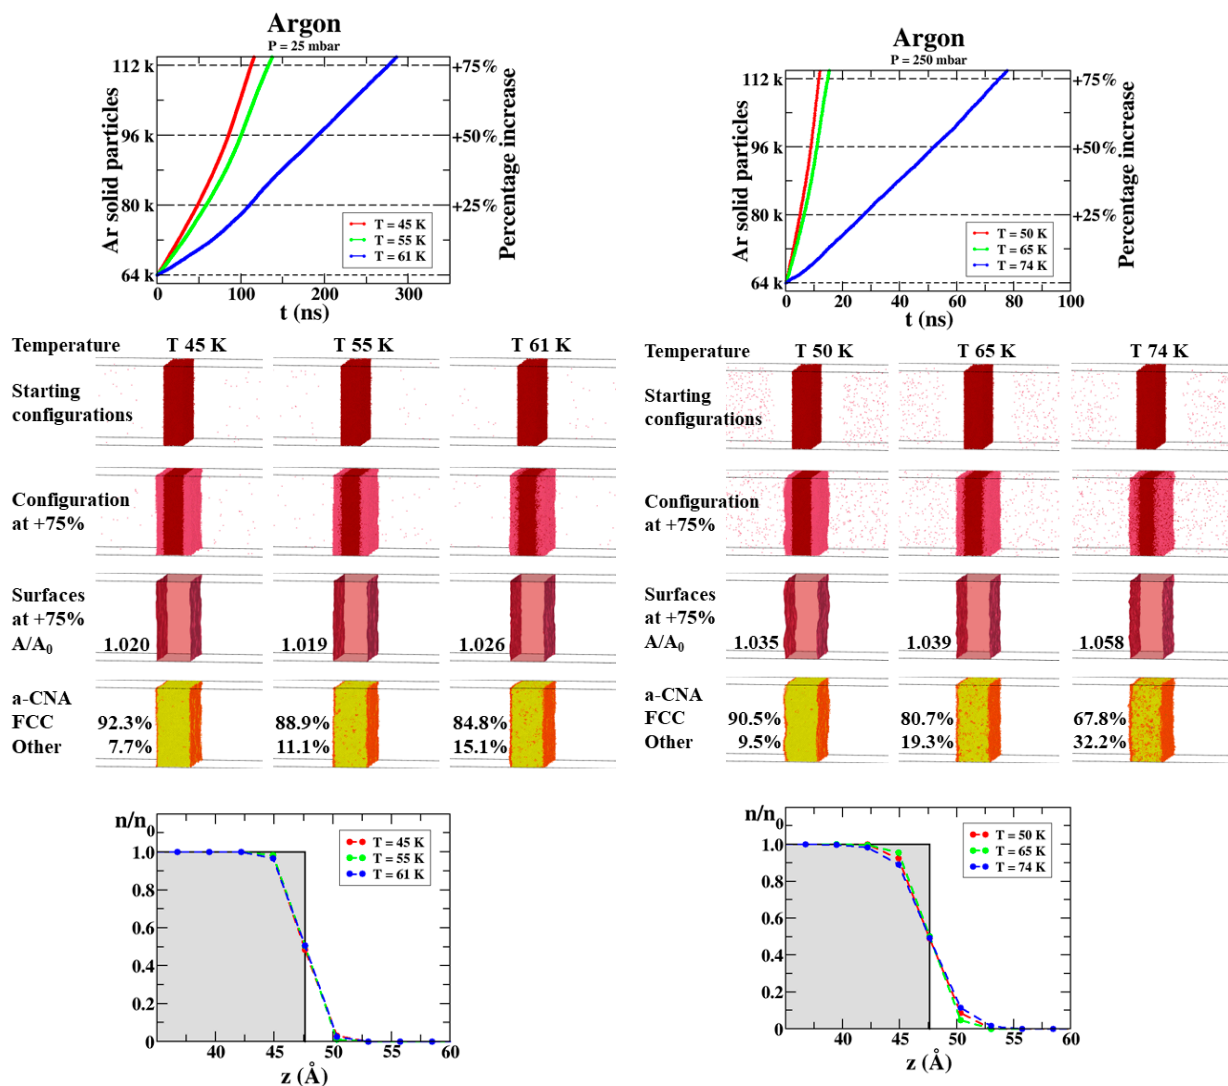 Argon
P = 25 mbar
112 k
96 k
80 k
64 k
Ar solid particles
+75%
+50%
+25%
Percentage increase
T = 45 K
T = 55 K
T = 61 K
0
100
200
300
t (ns)
Temperature
T 45 K
T 55 K
T 61 K
Starting
configurations
Configuration
at +75%
Surfaces
at +75%
A/A0
1.020
1.019
1.026
a-CNA
FCC
92.3%
88.9%
84.8%
Other
7.7%
11.1%
15.1%
n/n0
1.0
0.8
0.6
0.4
0.2
0
T = 45 K
T = 55 K
T = 61 K
40
45
50
55
60
z (Å)
Argon
P = 250 mbar
112 k
96 k
80 k
64 k
Ar solid particles
+75%
+50%
+25%
Percentage increase
T = 50 K
T = 65 K
T = 74 K
0
20
40
60
80
100
t (ns)
Temperature
T 50 K
T 65 K
T 74 K
Starting
configurations
Configuration
at +75%
Surfaces
at +75%
A/A0
1.035
1.039
1.058
a-CNA
FCC
90.5%
80.7%
67.8%
Other
9.5%
19.3%
32.2%
n/n0
1.0
0.8
0.6
0.4
0.2
0
T = 50 K
T = 65 K
T = 74 K
40
45
50
55
60
z (Å)